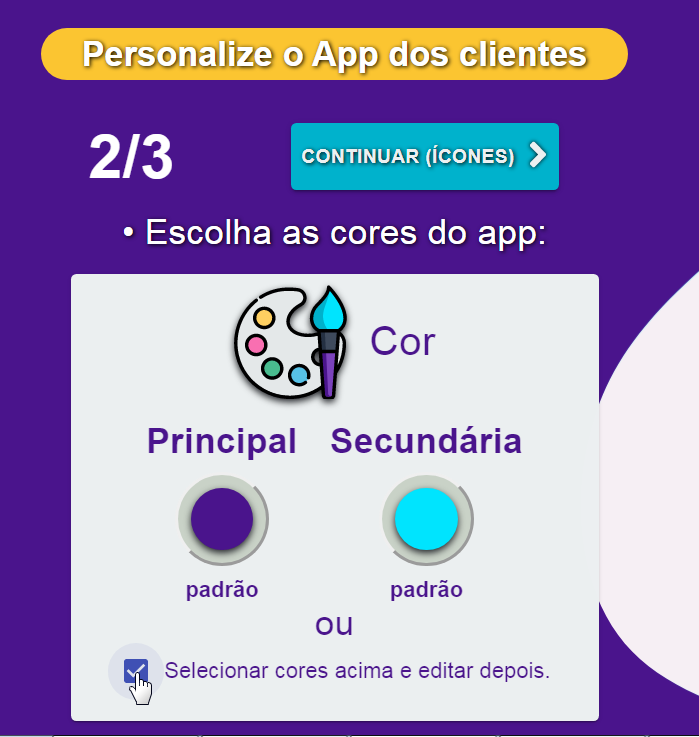 Personalize o App dos clientes
2/3
CONTINUAR (ÍCONES)
• Escolha as cores do app:
Cor
Principal Secundária
padrão padrão
ou
Selecionar cores acima e editar depois.